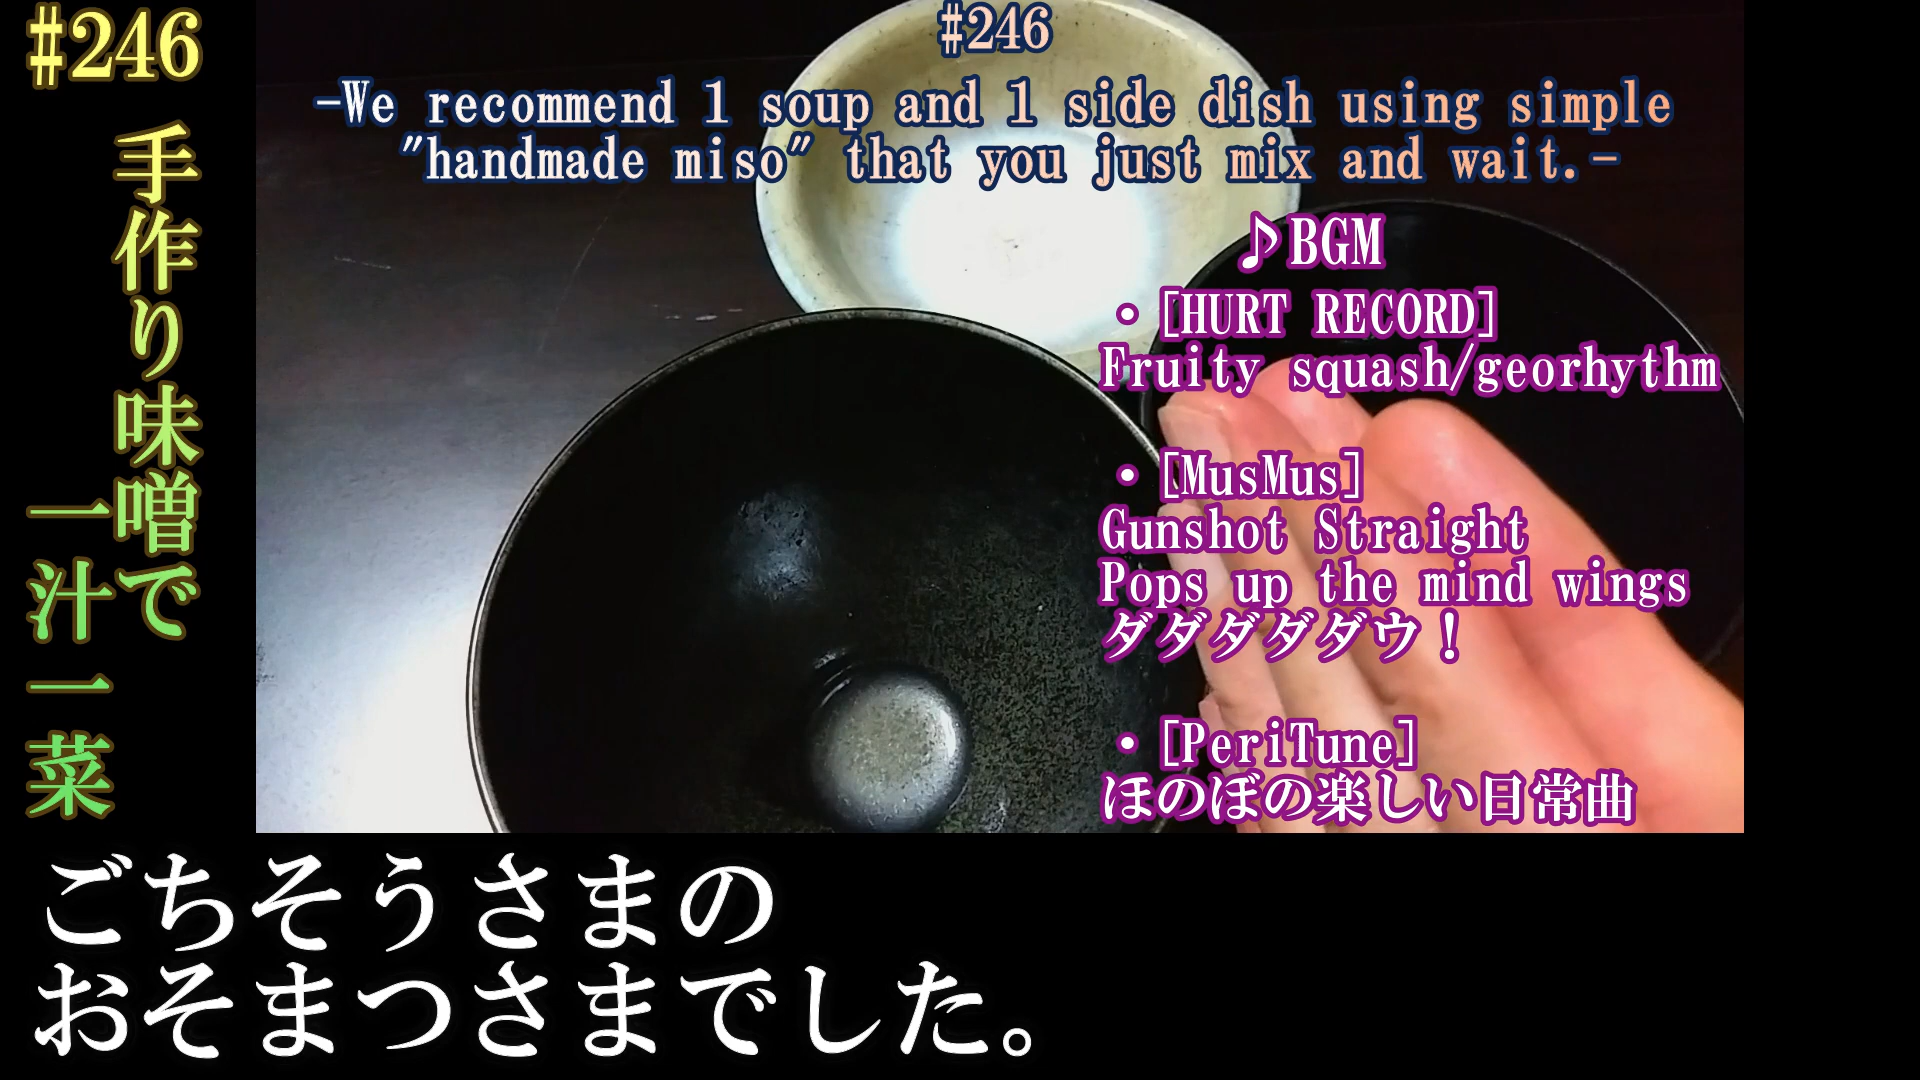 #246
手作り味噌で
一汁一菜
#246
-We recommend 1 soup and 1 side dish using simple
"handmade miso" that you just mix and wait.-
♪BGM
・[HURT RECORD]
Fruity squash/georhythm
・[MusMus]
Gunshot Straight
Pops up the mind wings
ダダダダダウ！
・[PeriTune]
ほのぼの楽しい日常曲
ごちそうさまの
おそまつさまでした。